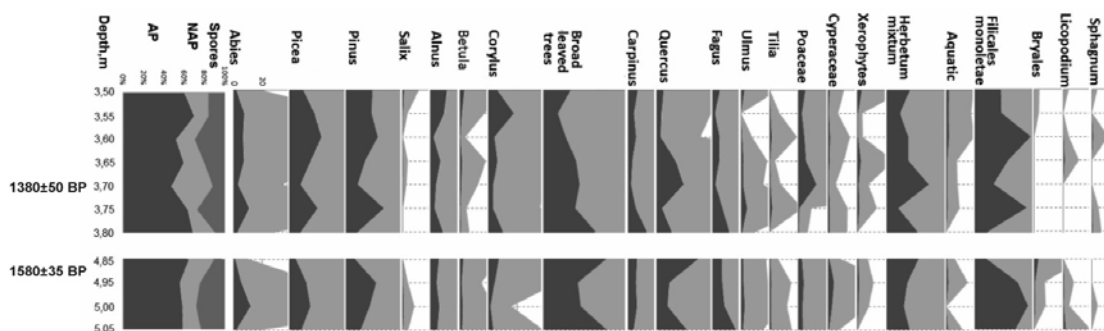 Depth,m
AP
NAP
Spores
Abies
Picea
Pinus
Salix
Alnus
Betula
Corylus
Broad
leaved
trees
Carpinus
Quercus
Fagus
Ulmus
Tilia
Poaceae
Cyperaceae
Xerophytes
Herbetum
mixtum
Aquatic
Filicales
monoletae
Bryales
Licopodium
Sphagnum
0%
20%
40%
60%
80%
100%
0
20
3,50
3,55
3,60
3,65
1380±50 BP
3,70
3,75
3,80
1580±35 BP
4,85
4,95
5,00
5,05